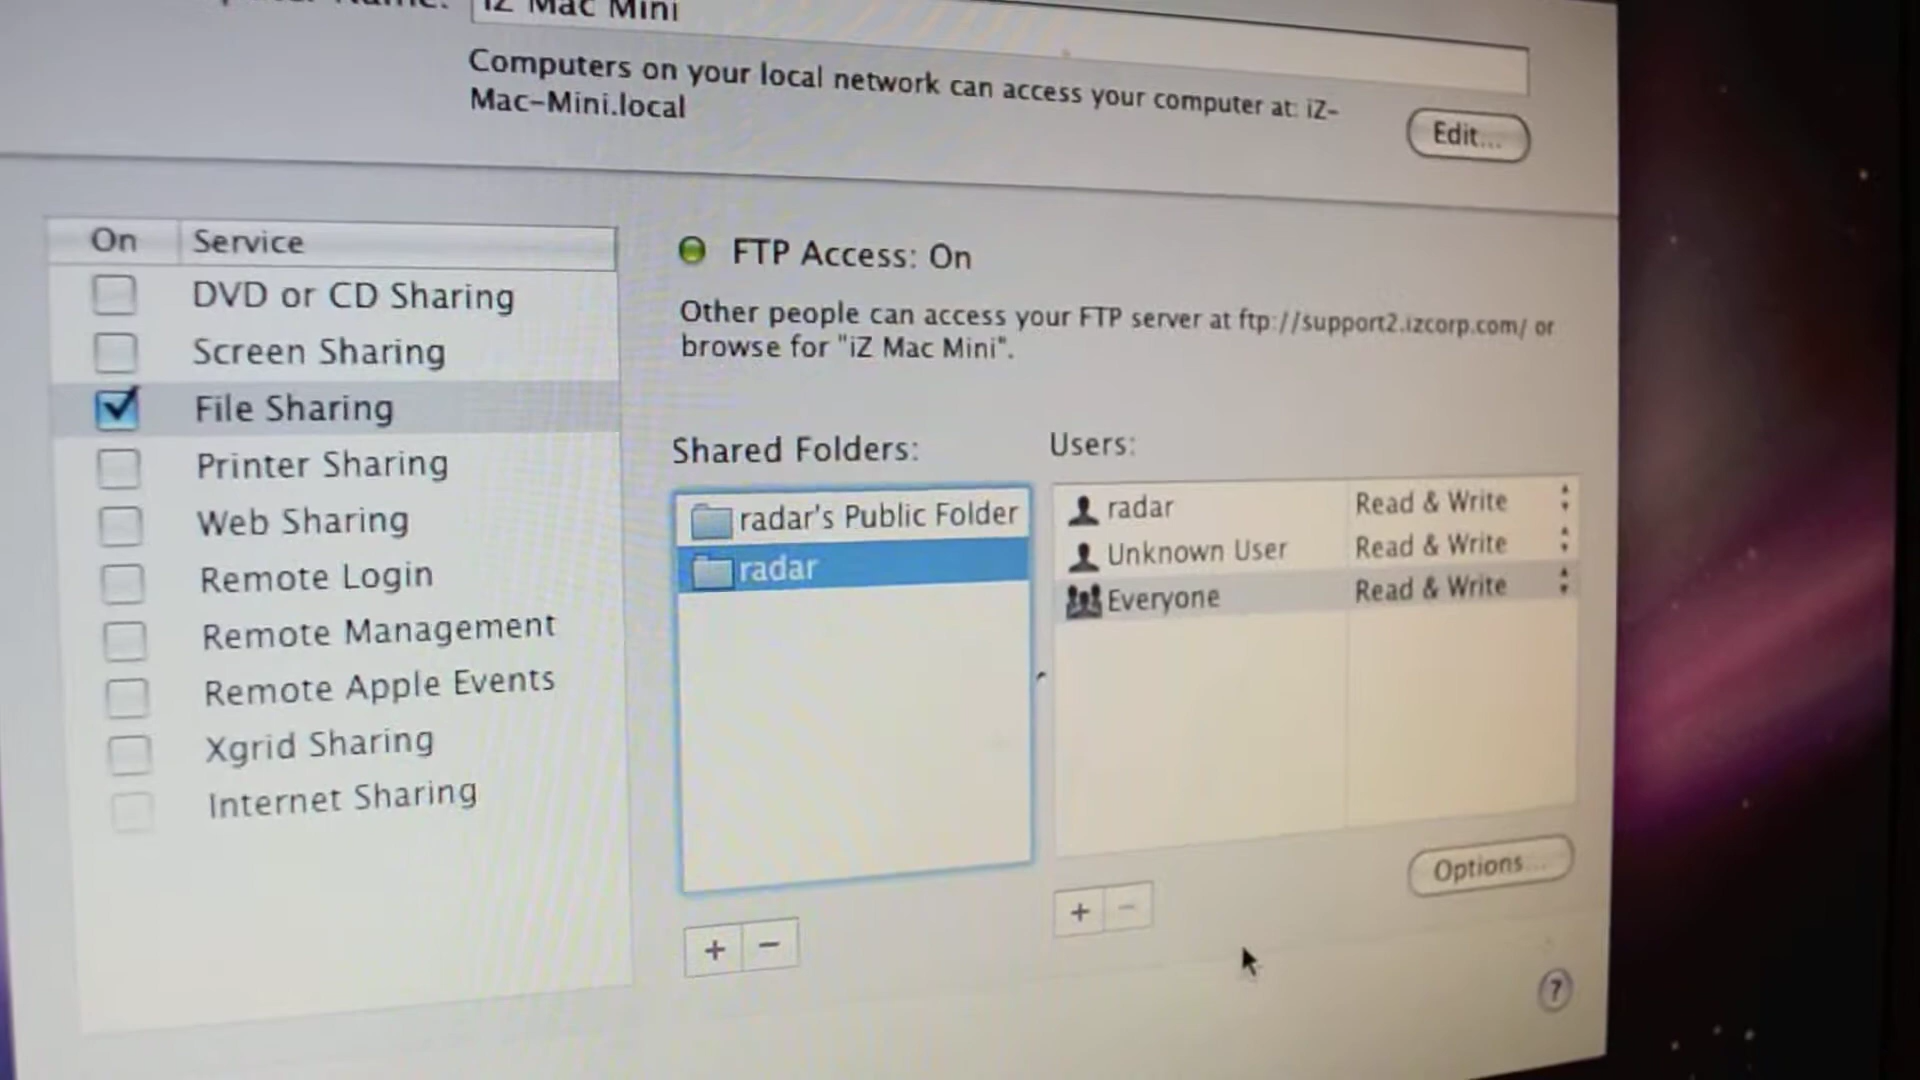 iZ Mac Mini
Computers on your local network can access your computer at: iZ-
Mac-Mini.local
Edit...
On Service
DVD or CD Sharing
Screen Sharing
File Sharing
Printer Sharing
Web Sharing
Remote Login
Remote Management
Remote Apple Events
Xgrid Sharing
Internet Sharing
FTP Access: On
Other people can access your FTP server at ftp://support2.izcorp.com/ or
browse for "iZ Mac Mini".
Shared Folders:
radar's Public Folder
radar
+ −
Users:
radar Read & Write
Unknown User Read & Write
Everyone Read & Write
+ −
Options...
?